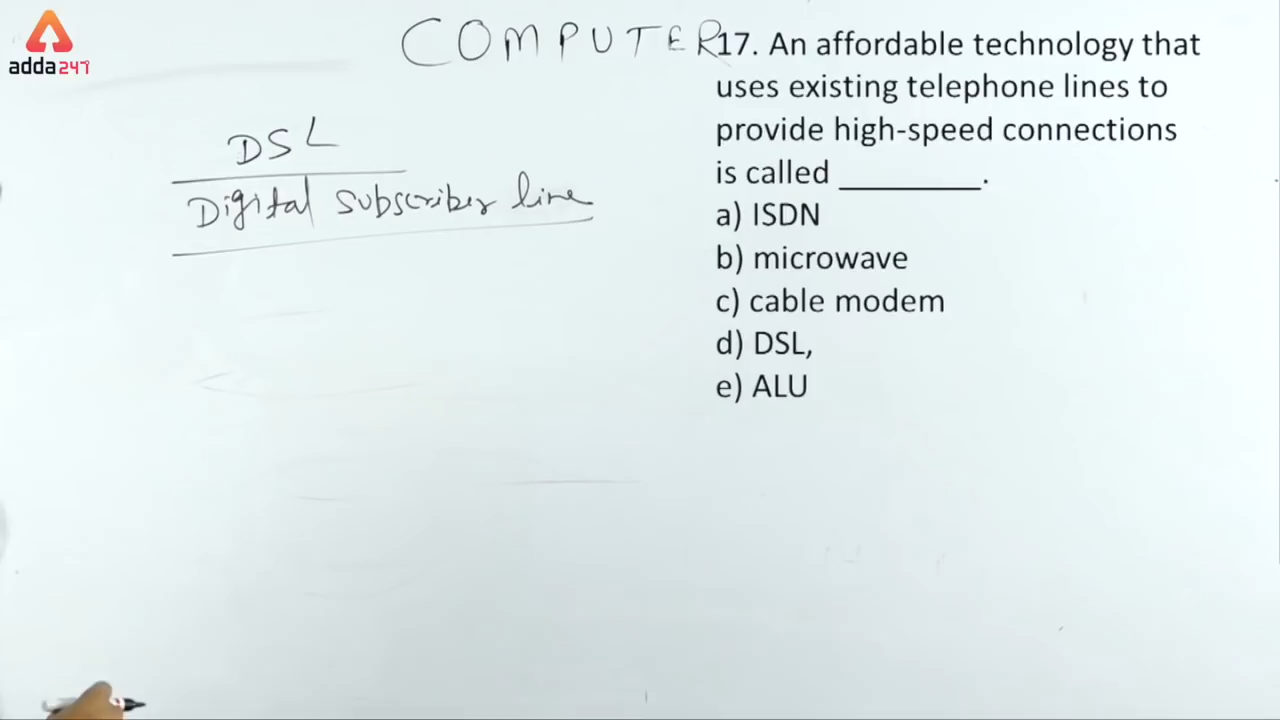 adda247
COMPUTER
DSL
Digital subscriber line
17. An affordable technology that
uses existing telephone lines to
provide high-speed connections
is called _________.
a) ISDN
b) microwave
c) cable modem
d) DSL,
e) ALU